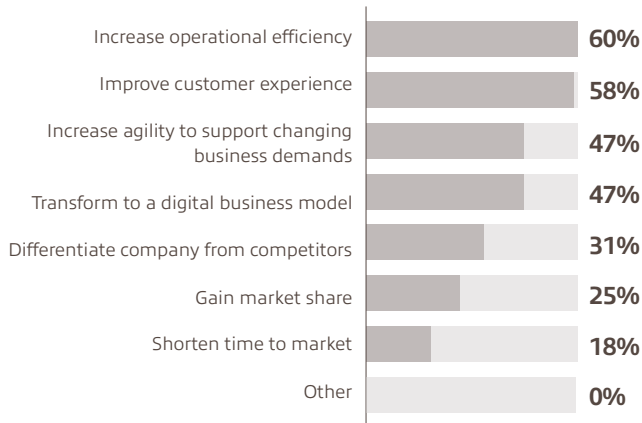 Increase operational efficiency 60%
Improve customer experience 58%
Increase agility to support changing
business demands 47%
Transform to a digital business model 47%
Differentiate company from competitors 31%
Gain market share 25%
Shorten time to market 18%
Other 0%